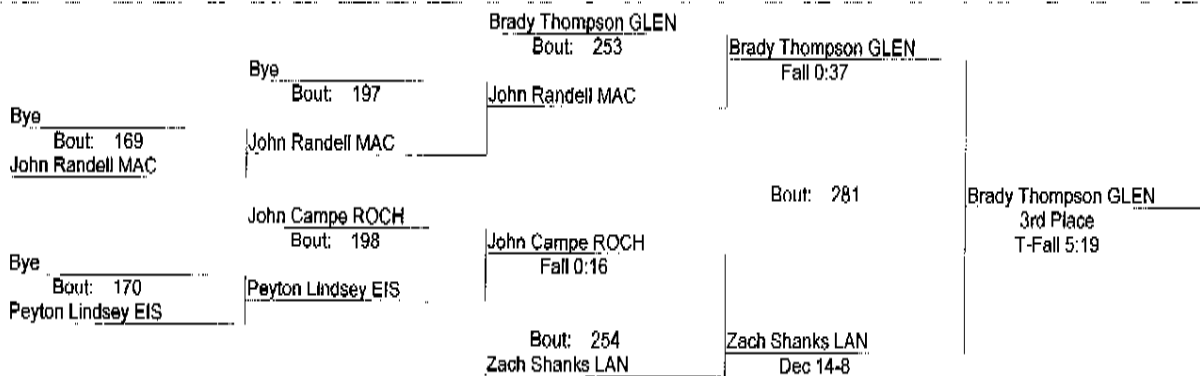 Brady Thompson GLEN
Bout: 253
Brady Thompson GLEN
Fall 0:37
Bye
Bout: 197
John Randell MAC
Bye
Bout: 169
John Randell MAC
John Randell MAC
Bout: 281
Brady Thompson GLEN
3rd Place
T-Fall 5:19
John Campe ROCH
Bout: 198
John Campe ROCH
Fall 0:16
Bye
Bout: 170
Peyton Lindsey EIS
Peyton Lindsey EIS
Bout: 254
Zach Shanks LAN
Zach Shanks LAN
Dec 14-8